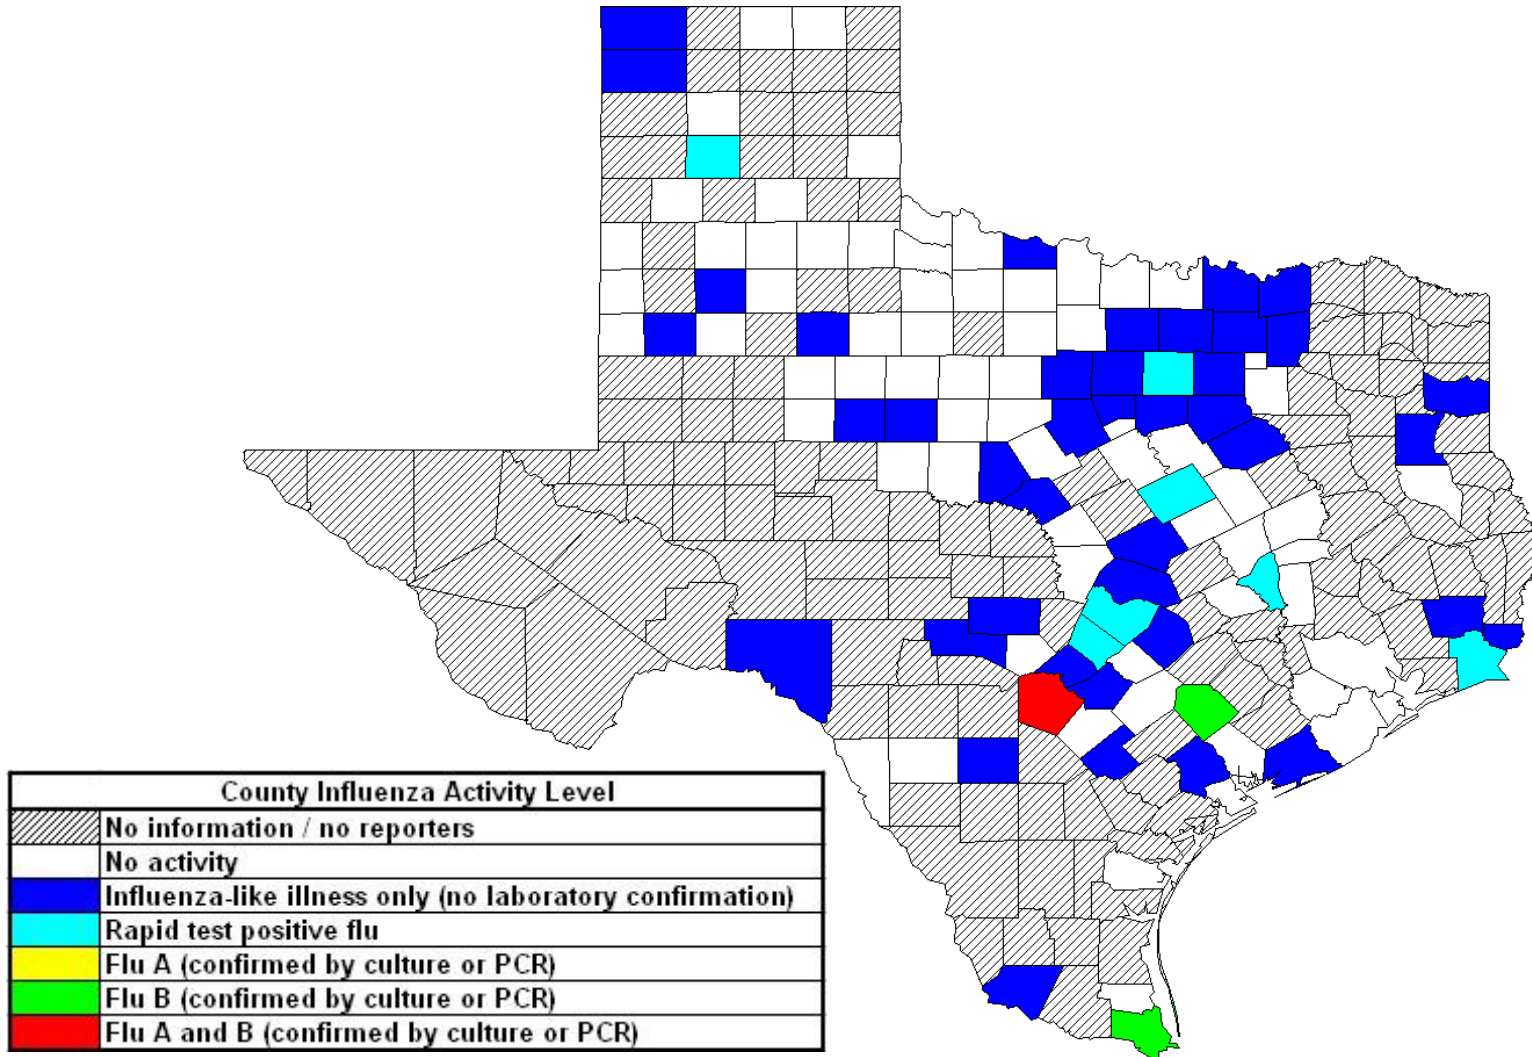 County Influenza Activity Level
No information / no reporters
No activity
Influenza-like illness only (no laboratory confirmation)
Rapid test positive flu
Flu A (confirmed by culture or PCR)
Flu B (confirmed by culture or PCR)
Flu A and B (confirmed by culture or PCR)